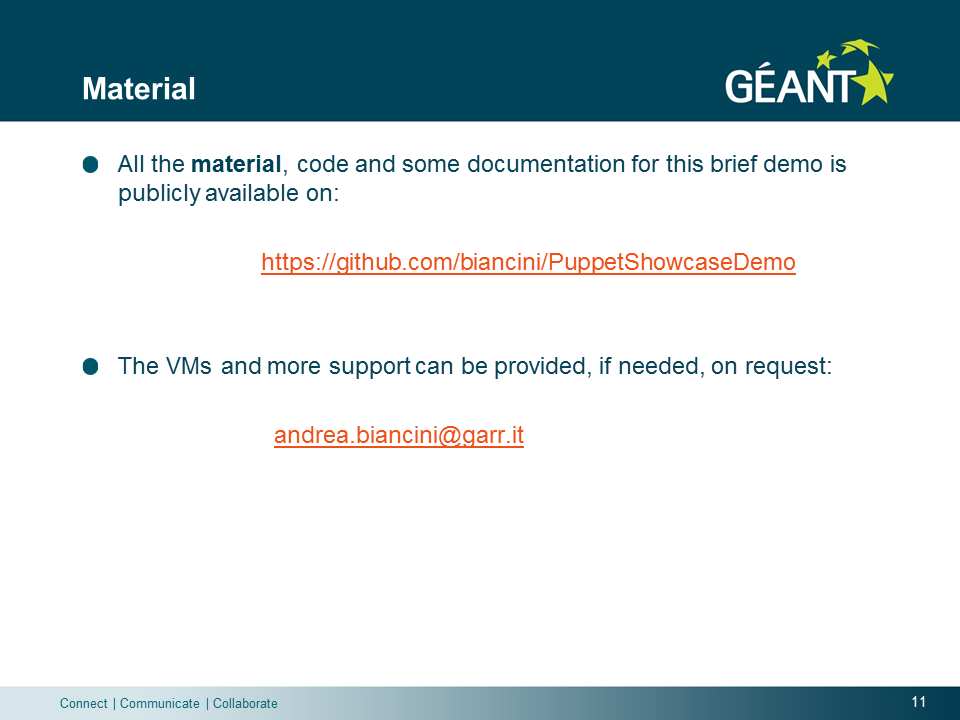 Material
GÉANT
All the material, code and some documentation for this brief demo is
publicly available on:
https://github.com/biancini/PuppetShowcaseDemo
The VMs and more support can be provided, if needed, on request:
andrea.biancini@garr.it
Connect | Communicate | Collaborate
11